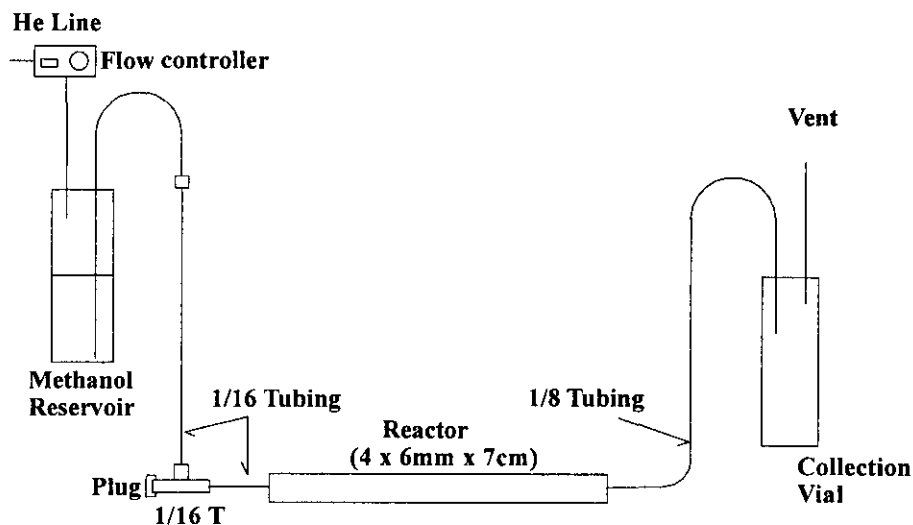 He Line
Flow controller
Vent
Methanol
Reservoir
1/16 Tubing
1/8 Tubing
Reactor
(4 x 6mm x 7cm)
Plug
1/16 T
Collection
Vial